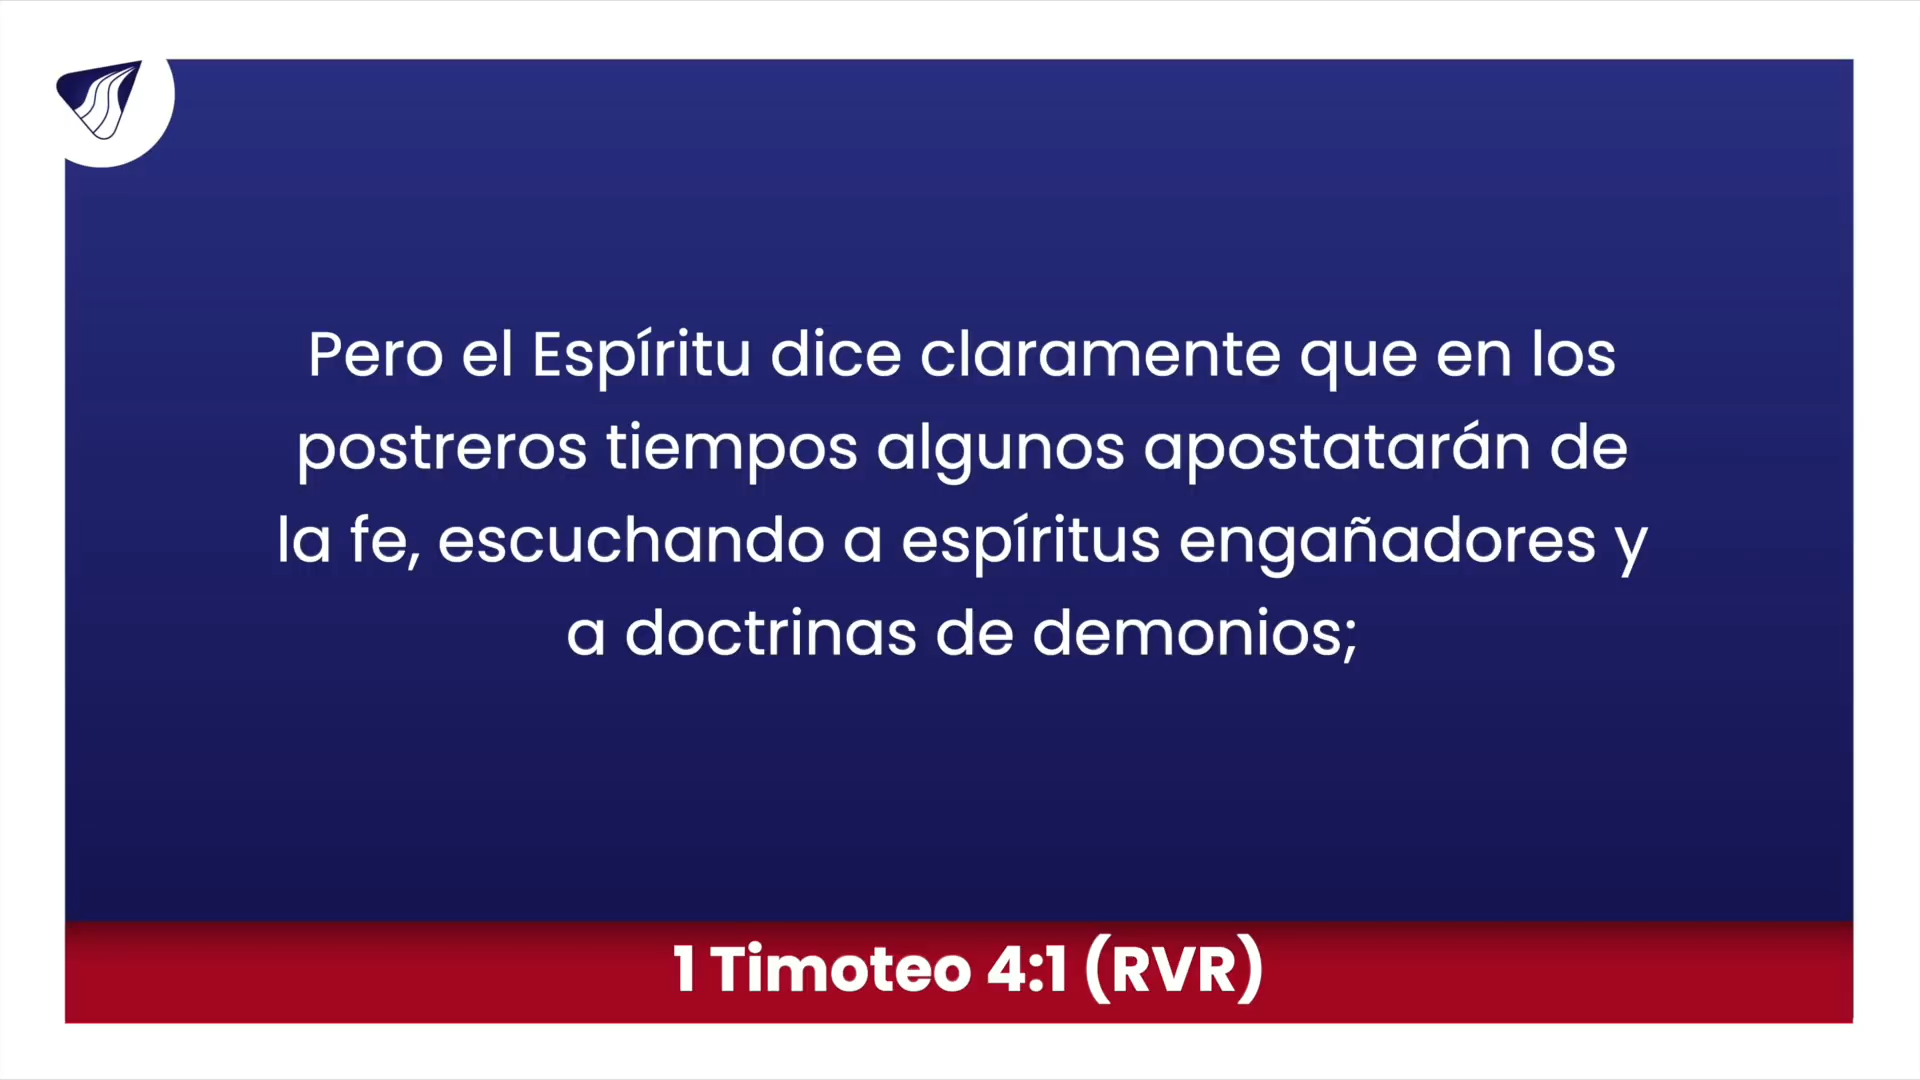 Pero el Espíritu dice claramente que en los
postreros tiempos algunos apostatarán de
la fe, escuchando a espíritus engañadores y
a doctrinas de demonios;
1 Timoteo 4:1 (RVR)